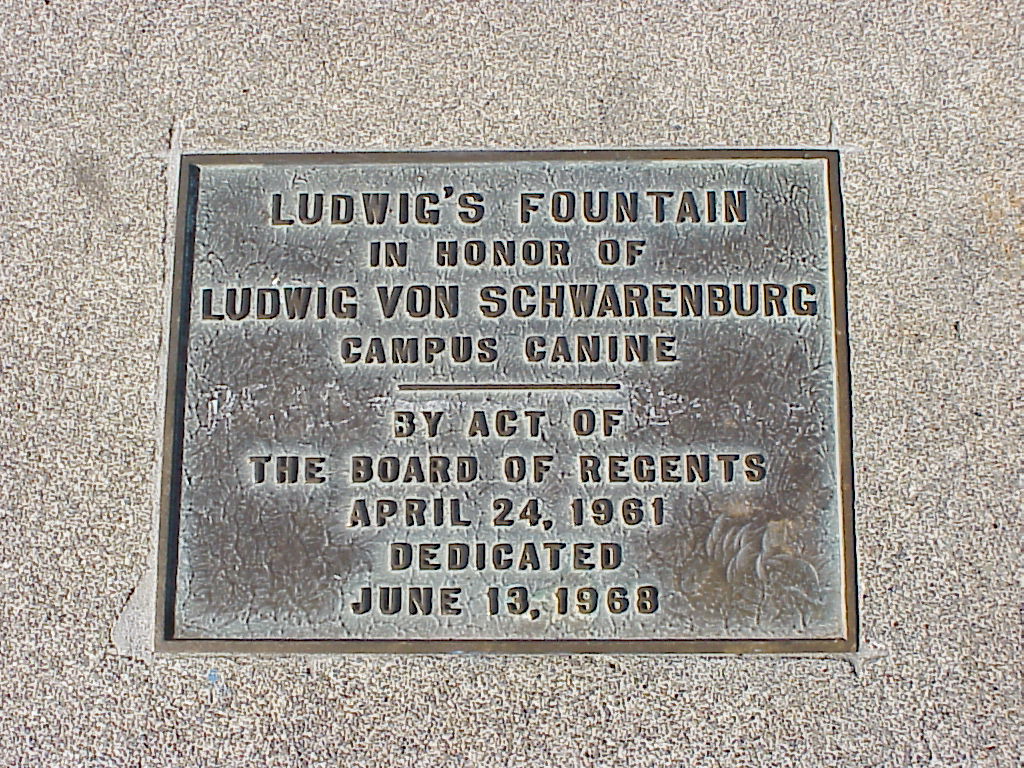 LUDWIG'S FOUNTAIN
IN HONOR OF
LUDWIG VON SCHWARENBURG
CAMPUS CANINE
BY ACT OF
THE BOARD OF REGENTS
APRIL 24, 1961
DEDICATED
JUNE 13, 1968